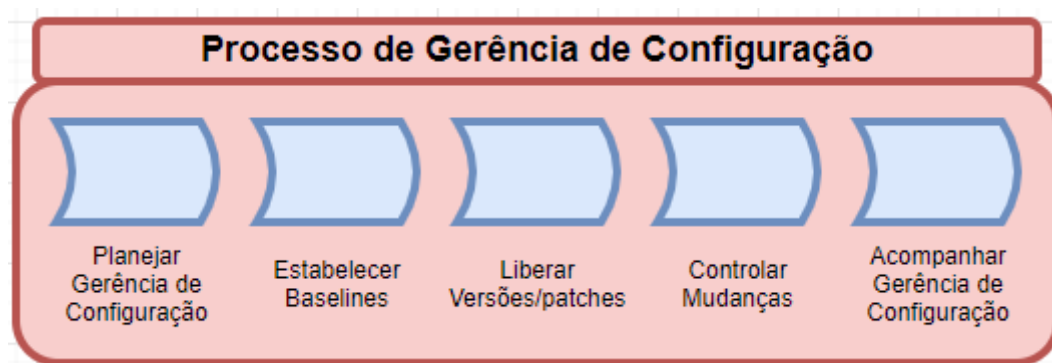 Processo de Gerência de Configuração
Planejar
Gerência de
Configuração
Estabelecer
Baselines
Liberar
Versões/patches
Controlar
Mudanças
Acompanhar
Gerência de
Configuração